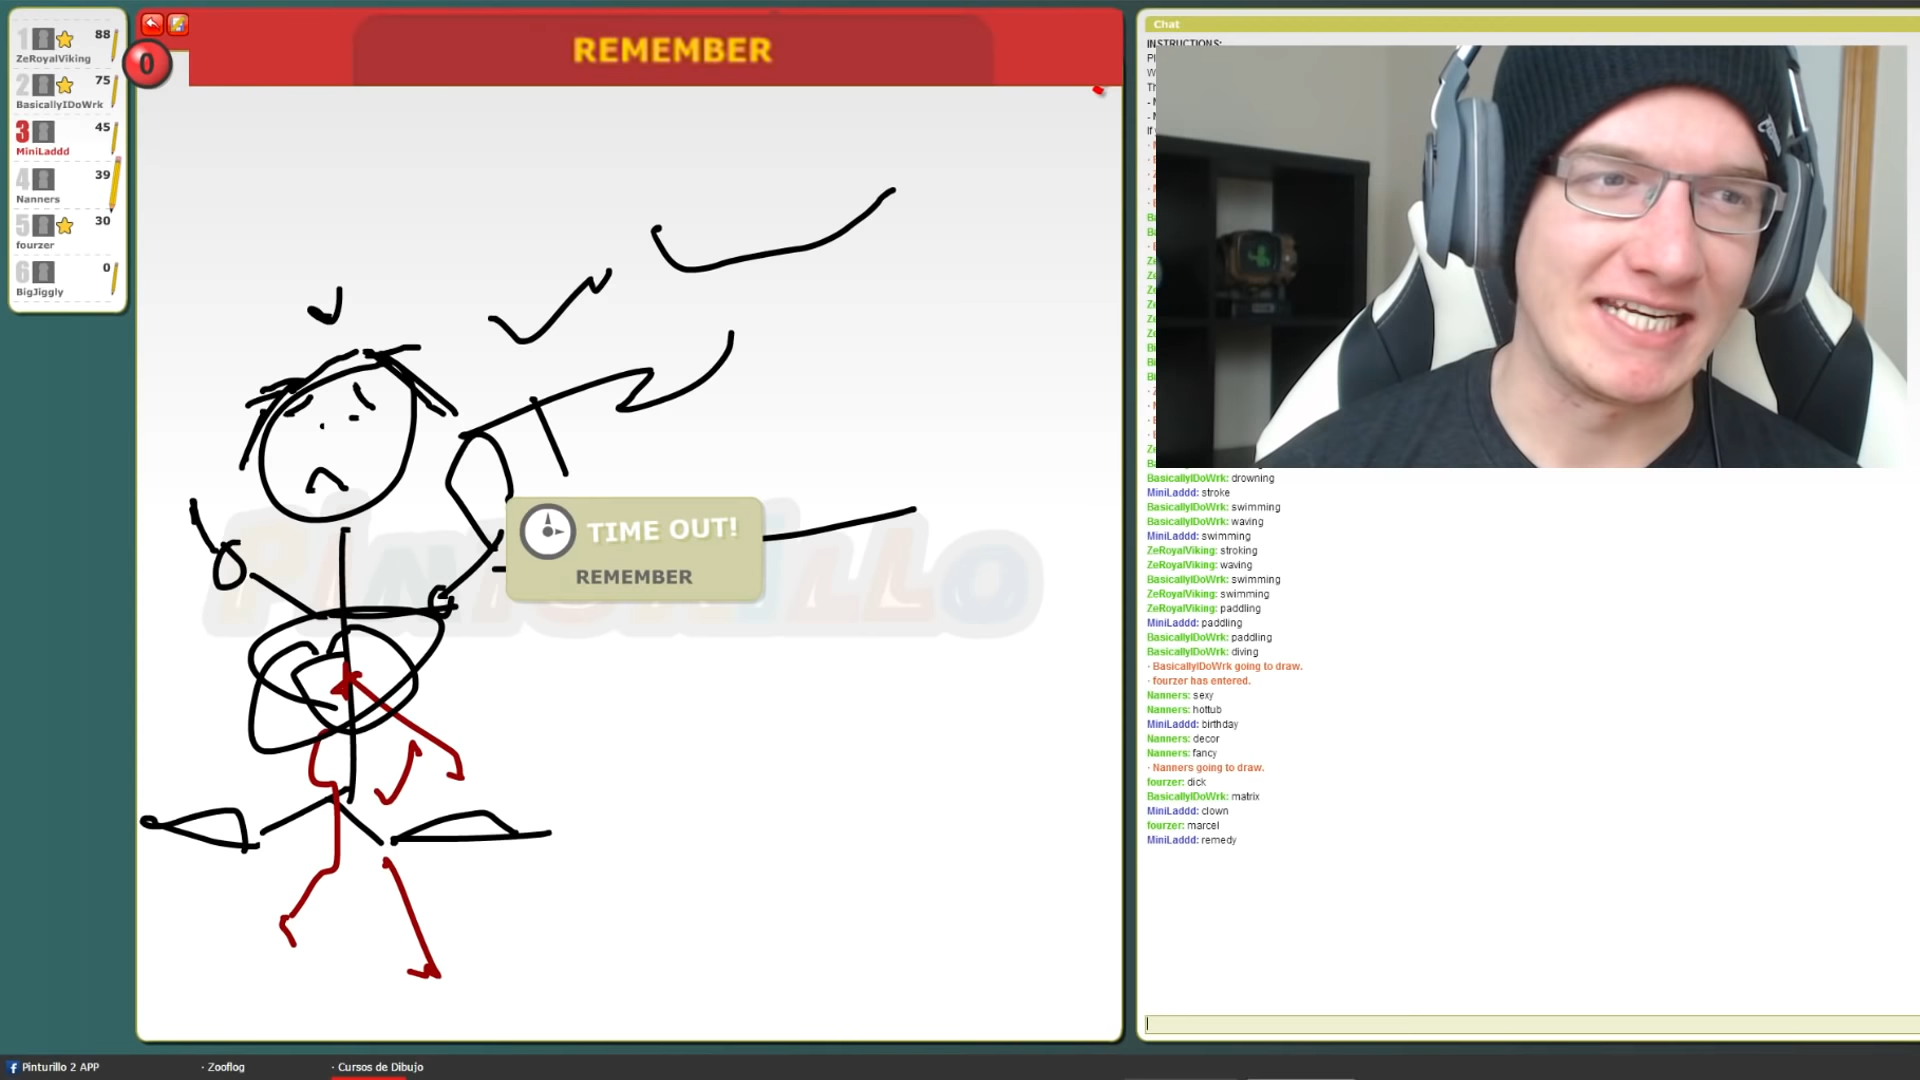 1 88
ZeRoyalViking
2 75
BasicallyIDoWrk
3 45
MiniLaddd
4 39
Nanners
5 30
fourzer
6 0
BigJiggly
0
REMEMBER
PINTURILLO
TIME OUT!
REMEMBER
Chat
INSTRUCTIONS:
BasicallyIDoWrk: drowning
MiniLaddd: stroke
BasicallyIDoWrk: swimming
BasicallyIDoWrk: waving
MiniLaddd: swimming
ZeRoyalViking: stroking
ZeRoyalViking: waving
BasicallyIDoWrk: swimming
ZeRoyalViking: swimming
ZeRoyalViking: paddling
MiniLaddd: paddling
BasicallyIDoWrk: paddling
BasicallyIDoWrk: diving
· BasicallyIDoWrk going to draw.
· fourzer has entered.
Nanners: sexy
Nanners: hottub
MiniLaddd: birthday
Nanners: decor
Nanners: fancy
· Nanners going to draw.
fourzer: dick
BasicallyIDoWrk: matrix
MiniLaddd: clown
fourzer: marcel
MiniLaddd: remedy
Pinturillo 2 APP
· Zooflog
· Cursos de Dibujo